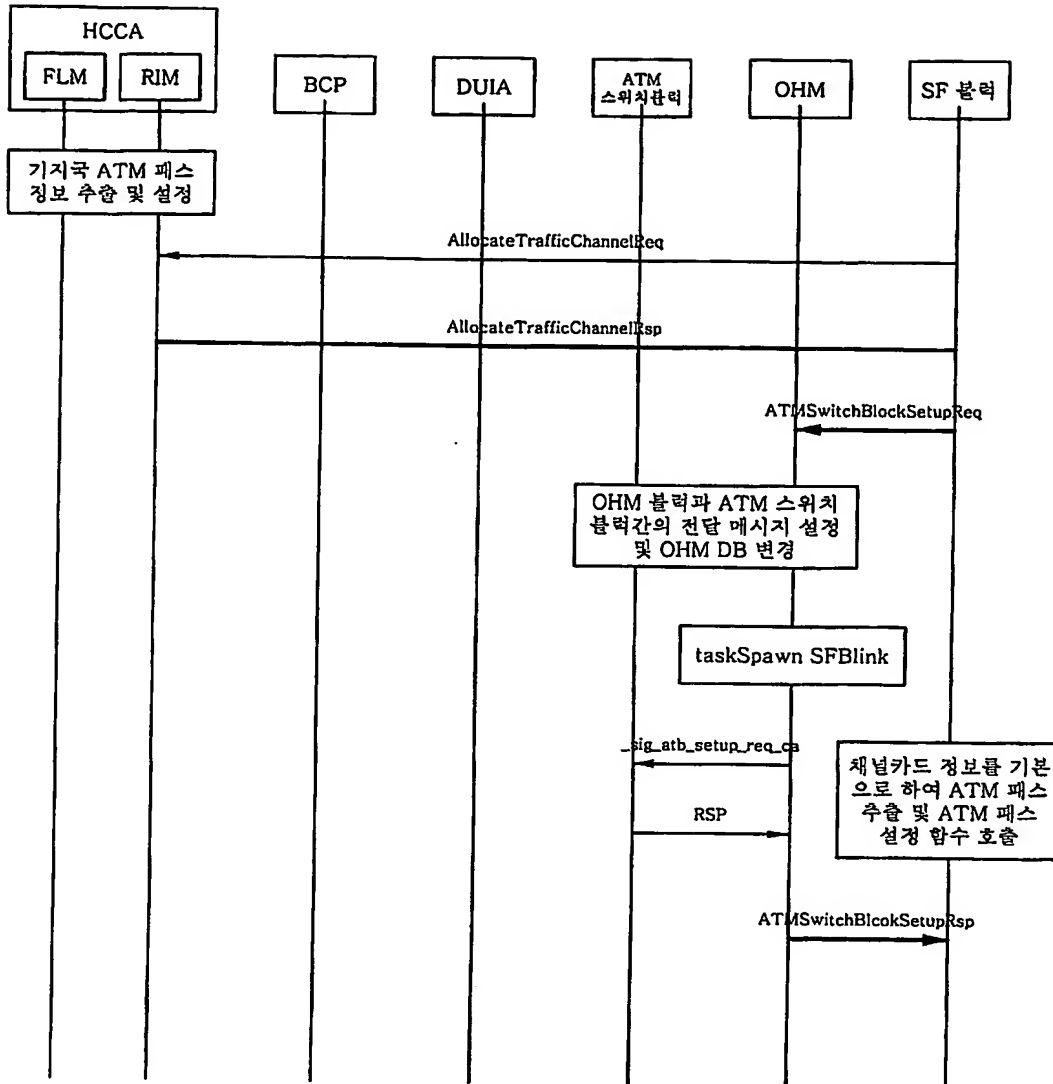 HCCA
FLM
RIM
BCP
DUIA
ATM
스위치블럭
OHM
SF 블럭
기지국 ATM 패스
정보 추출 및 설정
AllocateTrafficChannelReq
AllocateTrafficChannelRsp
ATMSwitchBlockSetupReq
OHM 블럭과 ATM 스위치
블럭간의 전달 메시지 설정
및 OHM DB 변경
taskSpawn SFBlink
_sig_atb_setup_req_ca
채널카드 정보를 기본
으로 하여 ATM 패스
추출 및 ATM 패스
설정 함수 호출
RSP
ATMSwitchBlcokSetupRsp